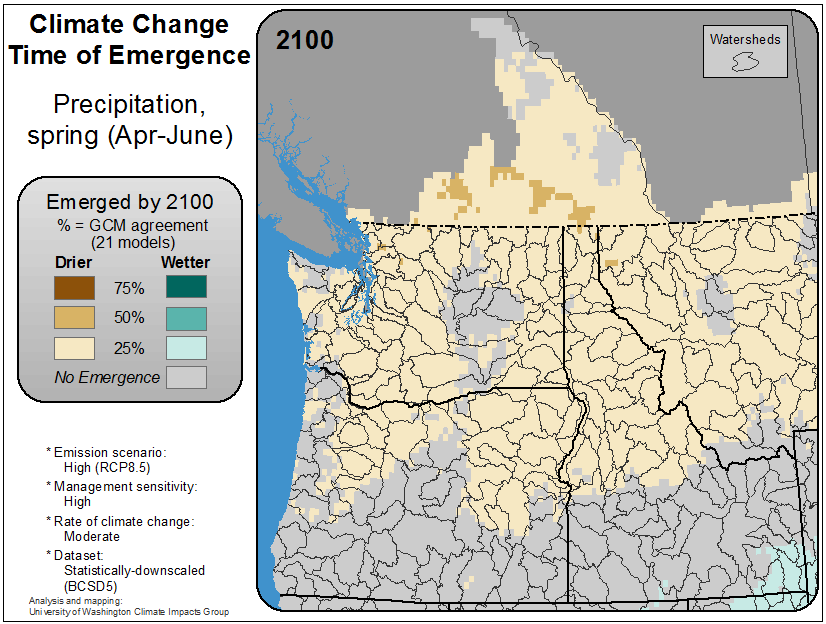 Climate Change
Time of Emergence
Precipitation,
spring (Apr-June)
Emerged by 2100
% = GCM agreement
(21 models)
Drier Wetter
75%
50%
25%
No Emergence
* Emission scenario:
High (RCP8.5)
* Management sensitivity:
High
* Rate of climate change:
Moderate
* Dataset:
Statistically-downscaled
(BCSD5)
Analysis and mapping:
University of Washington Climate Impacts Group
2100
Watersheds